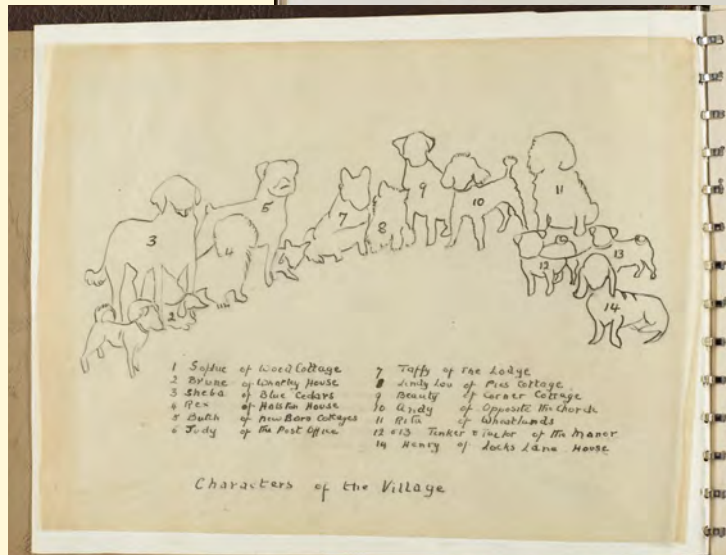 3
5
4
7
8
9
10
11
12
13
2
14
1 Sophie of Wood Cottage
2 Brune of Whatley House
3 Sheba of Blue Cedars
4 Rex of Halston House
5 Butch of New Barn Cottages
6 Judy of the Post Office
7 Taffy of The Lodge
8 Lindy Lou of Pies Cottage
9 Beauty of Corner Cottage
10 Andy of Opposite the Church
11 Rita of Wheatlands
12 & 13 Tinker & of the Manor
14 Henry of Locks Lane House
Characters of the Village